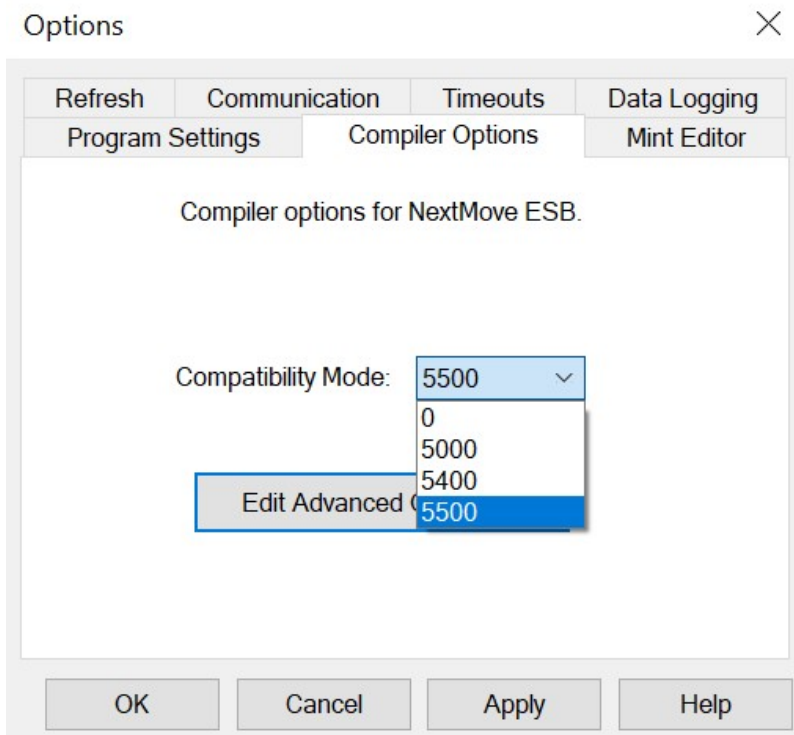 Options
Refresh Communication Timeouts Data Logging
Program Settings Compiler Options Mint Editor
Compiler options for NextMove ESB.
Compatibility Mode: 5500
0
5000
5400
Edit Advanced
5500
OK Cancel Apply Help